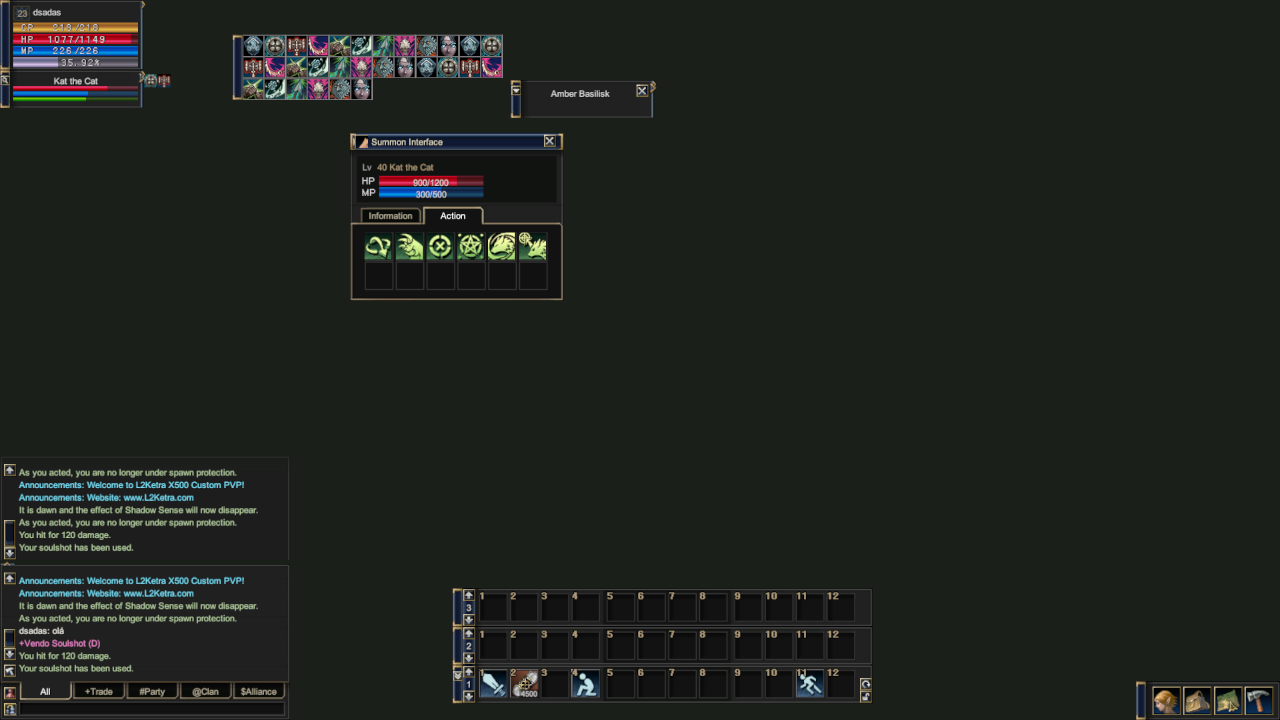 23 dsadas
CP 213/218
HP 1077/1149
MP 226/226
35.92%
Kat the Cat
Amber Basilisk
Summon Interface
Lv 40 Kat the Cat
HP 900/1200
MP 300/500
Information Action
As you acted, you are no longer under spawn protection.
Announcements: Welcome to L2Ketra X500 Custom PVP!
Announcements: Website: www.L2Ketra.com
It is dawn and the effect of Shadow Sense will now disappear.
As you acted, you are no longer under spawn protection.
You hit for 120 damage.
Your soulshot has been used.
Announcements: Welcome to L2Ketra X500 Custom PVP!
Announcements: Website: www.L2Ketra.com
It is dawn and the effect of Shadow Sense will now disappear.
As you acted, you are no longer under spawn protection.
dsadas: olá
+Vendo Soulshot (D)
You hit for 120 damage.
Your soulshot has been used.
All +Trade #Party @Clan $Alliance
3 1 2 3 4 5 6 7 8 9 10 11 12
2 1 2 3 4 5 6 7 8 9 10 11 12
1 1 2 3 4 5 6 7 8 9 10 11 12
4500